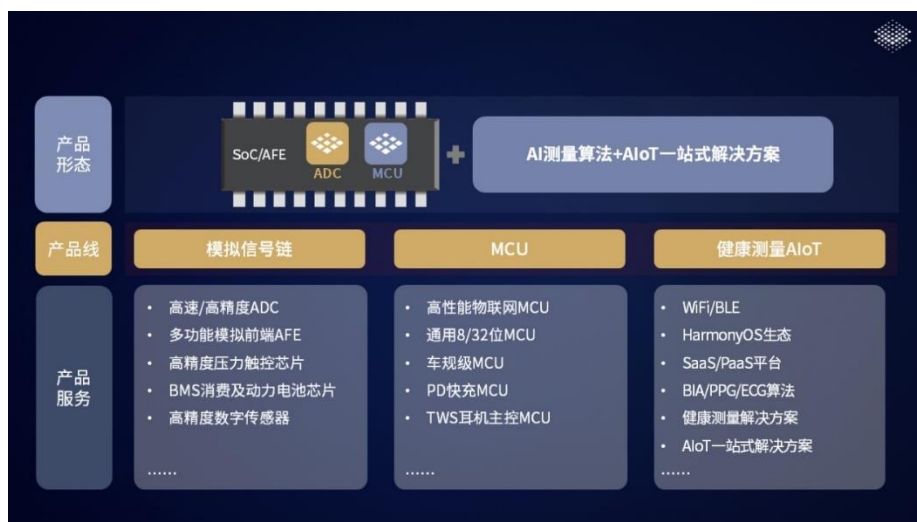 产品
形态
SoC/AFE
ADC
MCU
AI测量算法+AIoT一站式解决方案
产品线
模拟信号链
MCU
健康测量AIoT
产品
服务
• 高速/高精度ADC
• 多功能模拟前端AFE
• 高精度压力触控芯片
• BMS消费及动力电池芯片
• 高精度数字传感器
......
• 高性能物联网MCU
• 通用8/32位MCU
• 车规级MCU
• PD快充MCU
• TWS耳机主控MCU
......
• WiFi/BLE
• HarmonyOS生态
• SaaS/PaaS平台
• BIA/PPG/ECG算法
• 健康测量解决方案
• AIoT一站式解决方案
......